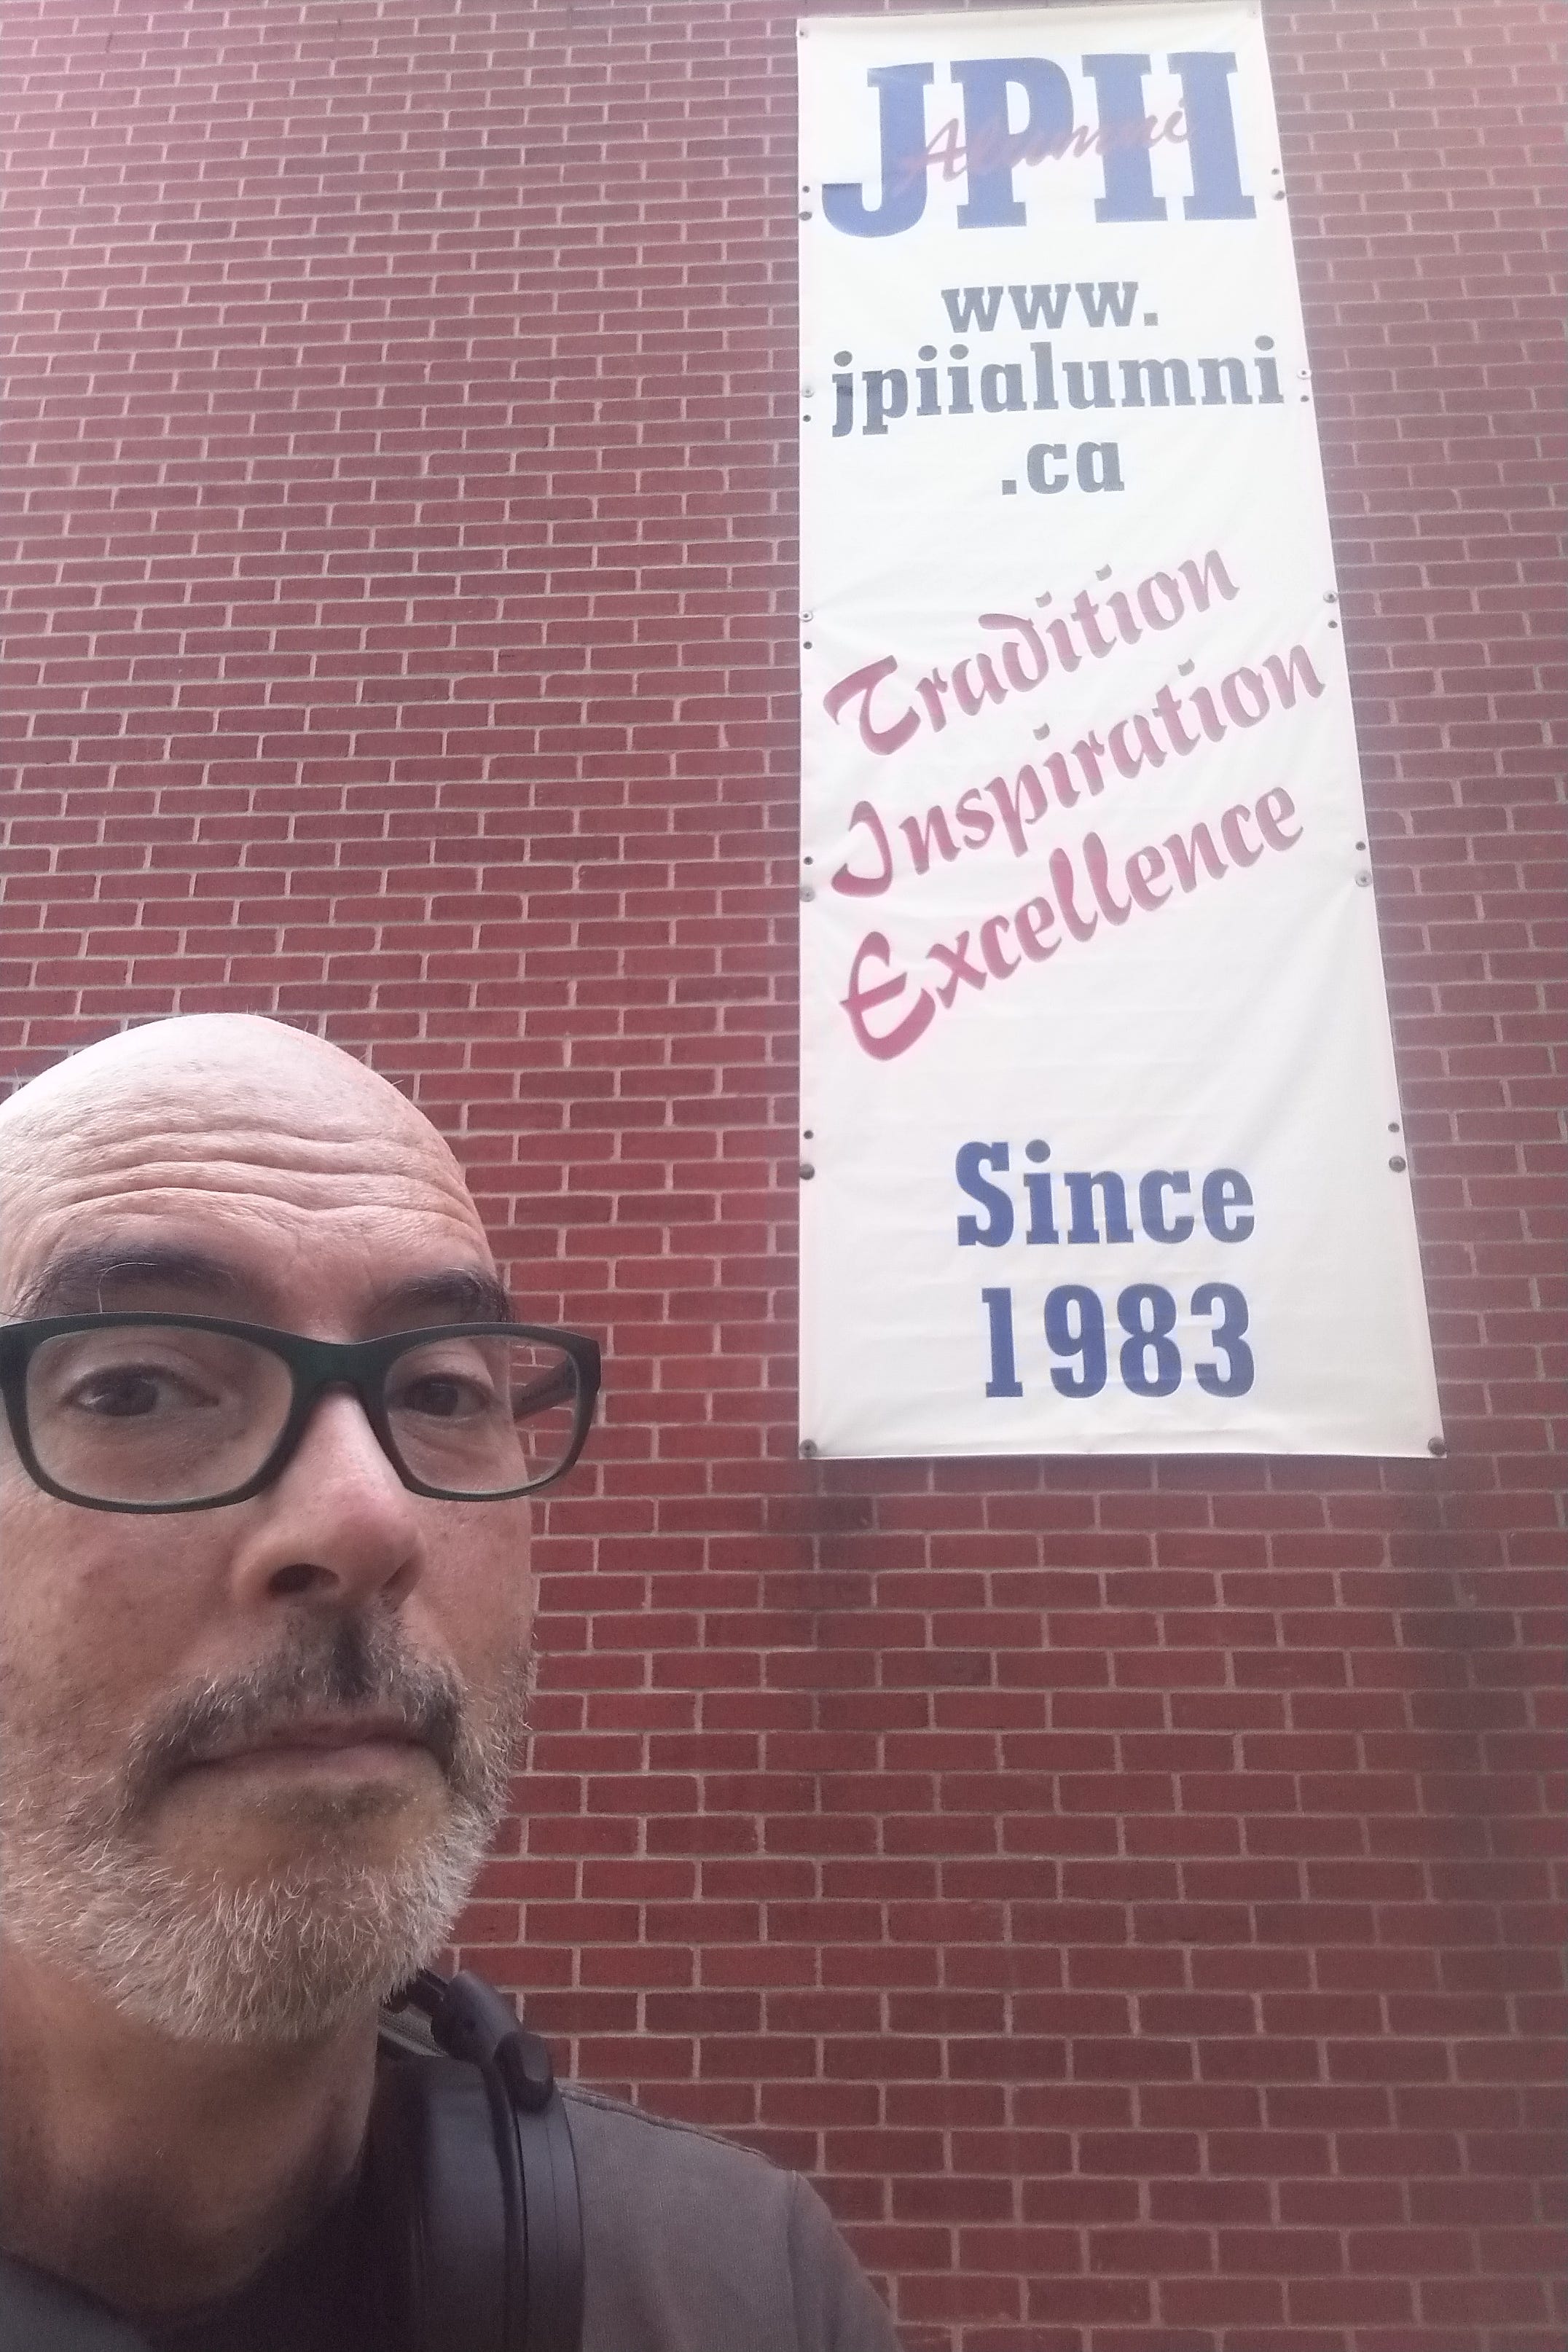 JPII
Alumni
www.
jpiialumni
.ca
Tradition
Inspiration
Excellence
Since
1983